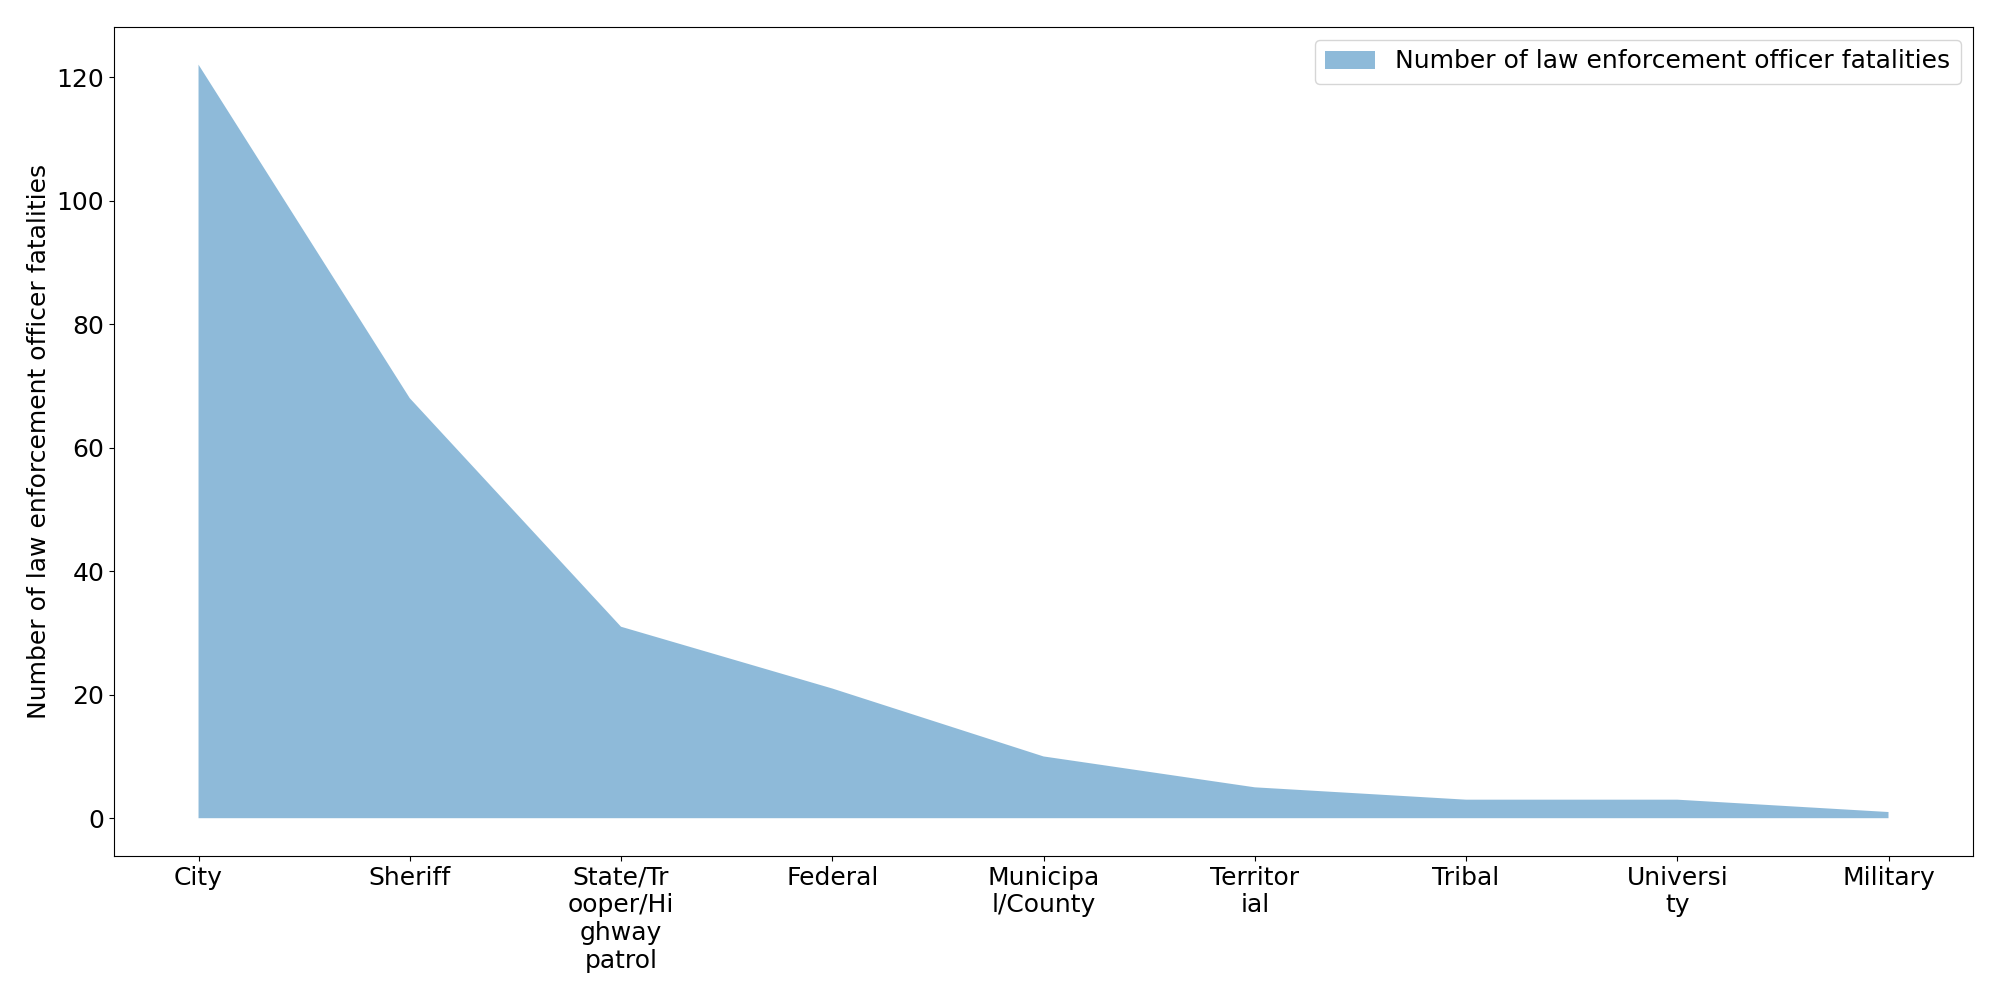 Number of law enforcement officer fatalities
Number of law enforcement officer fatalities
120
100
80
60
40
20
0
City
Sheriff
State/Tr
ooper/Hi
ghway
patrol
Federal
Municipa
l/County
Territor
ial
Tribal
Universi
ty
Military